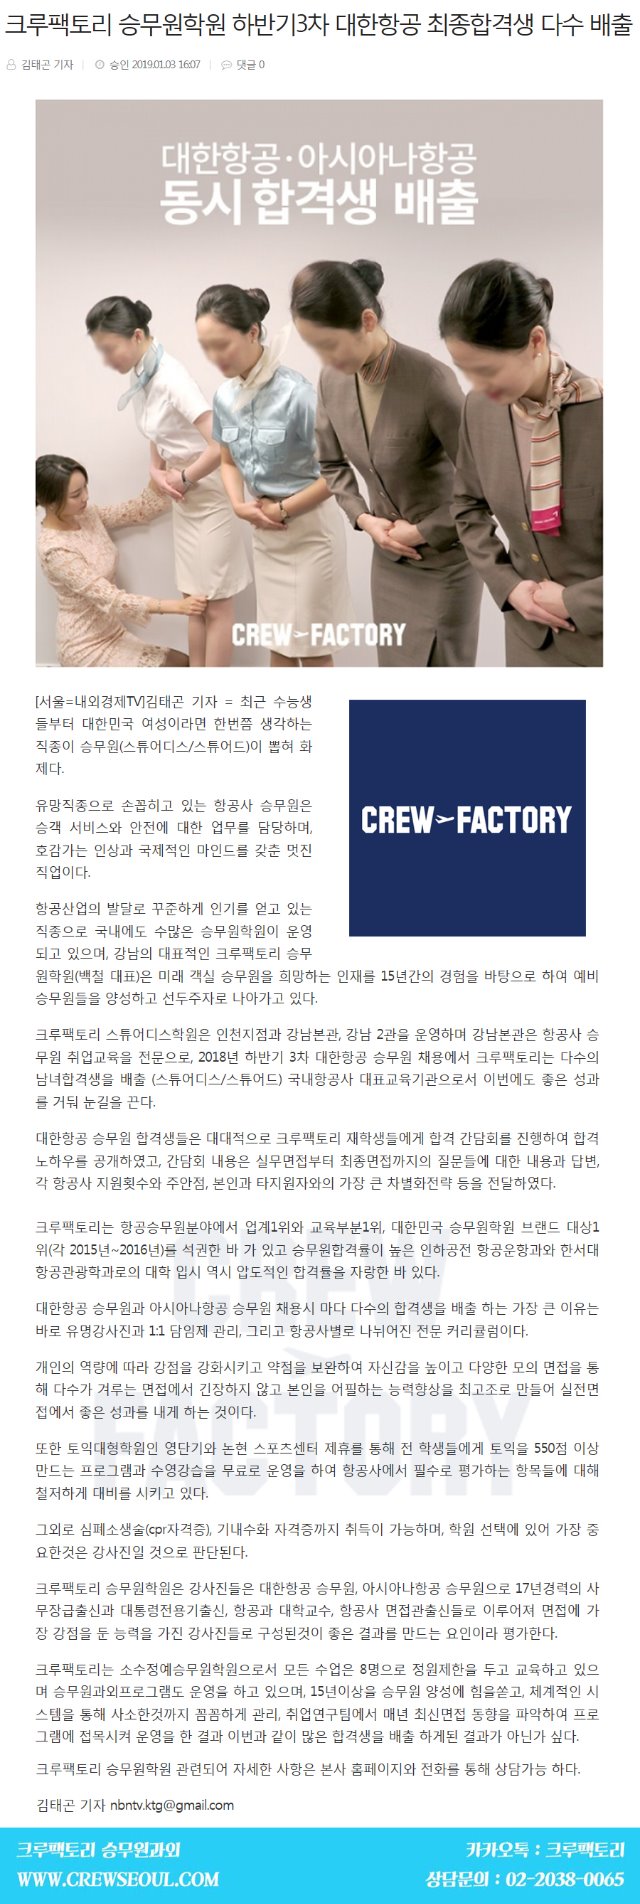 크루팩토리 승무원학원 하반기3차 대한항공 최종합격생 다수 배출
김태곤 기자 승인 2019.01.03 16:07 댓글 0
대한항공·아시아나항공
동시 합격생 배출
CREW FACTORY
[서울=내외경제TV]김태곤 기자 = 최근 수능생
들부터 대한민국 여성이라면 한번쯤 생각하는
직종이 승무원(스튜어디스/스튜어드)이 뽑혀 화
제다.
CREW FACTORY
유망직종으로 손꼽히고 있는 항공사 승무원은
승객 서비스와 안전에 대한 업무를 담당하며,
호감가는 인상과 국제적인 마인드를 갖춘 멋진
직업이다.
항공산업의 발달로 꾸준하게 인기를 얻고 있는
직종으로 국내에도 수많은 승무원학원이 운영
되고 있으며, 강남의 대표적인 크루팩토리 승무
원학원(백철 대표)은 미래 객실 승무원을 희망하는 인재를 15년간의 경험을 바탕으로 하여 예비
승무원들을 양성하고 선두주자로 나아가고 있다.
크루팩토리 스튜어디스학원은 인천지점과 강남본관, 강남 2관을 운영하며 강남본관은 항공사 승
무원 취업교육을 전문으로, 2018년 하반기 3차 대한항공 승무원 채용에서 크루팩토리는 다수의
남녀합격생을 배출 (스튜어디스/스튜어드) 국내항공사 대표교육기관으로서 이번에도 좋은 성과
를 거둬 눈길을 끈다.
대한항공 승무원 합격생들은 대대적으로 크루팩토리 재학생들에게 합격 간담회를 진행하여 합격
노하우를 공개하였고, 간담회 내용은 실무면접부터 최종면접까지의 질문들에 대한 내용과 답변,
각 항공사 지원횟수와 주안점, 본인과 타지원자와의 가장 큰 차별화전략 등을 전달하였다.
크루팩토리는 항공승무원분야에서 업계1위와 교육부분1위, 대한민국 승무원학원 브랜드 대상1
위(각 2015년~2016년)를 석권한 바 가 있고 승무원합격률이 높은 인하공전 항공운항과와 한서대
항공관광학과로의 대학 입시 역시 압도적인 합격률을 자랑한 바 있다.
대한항공 승무원과 아시아나항공 승무원 채용시 마다 다수의 합격생을 배출 하는 가장 큰 이유는
바로 유명강사진과 1:1 담임제 관리, 그리고 항공사별로 나뉘어진 전문 커리큘럼이다.
개인의 역량에 따라 강점을 강화시키고 약점을 보완하여 자신감을 높이고 다양한 모의 면접을 통
해 다수가 겨루는 면접에서 긴장하지 않고 본인을 어필하는 능력향상을 최고조로 만들어 실전면
접에서 좋은 성과를 내게 하는 것이다.
또한 토익대형학원인 영단기와 논현 스포츠센터 제휴를 통해 전 학생들에게 토익을 550점 이상
만드는 프로그램과 수영강습을 무료로 운영을 하여 항공사에서 필수로 평가하는 항목들에 대해
철저하게 대비를 시키고 있다.
그외로 심폐소생술(cpr자격증), 기내수화 자격증까지 취득이 가능하며, 학원 선택에 있어 가장 중
요한것은 강사진일 것으로 판단된다.
크루팩토리 승무원학원은 강사진들은 대한항공 승무원, 아시아나항공 승무원으로 17년경력의 사
무장급출신과 대통령전용기출신, 항공과 대학교수, 항공사 면접관출신들로 이루어져 면접에 가
장 강점을 둔 능력을 가진 강사진들로 구성된것이 좋은 결과를 만드는 요인이라 평가한다.
크루팩토리는 소수정예승무원학원으로서 모든 수업은 8명으로 정원제한을 두고 교육하고 있으
며 승무원과외프로그램도 운영을 하고 있으며, 15년이상을 승무원 양성에 힘을쏟고, 체계적인 시
스템을 통해 사소한것까지 꼼꼼하게 관리, 취업연구팀에서 매년 최신면접 동향을 파악하여 프로
그램에 접목시켜 운영을 한 결과 이번과 같이 많은 합격생을 배출 하게된 결과가 아닌가 싶다.
크루팩토리 승무원학원 관련되어 자세한 사항은 본사 홈페이지와 전화를 통해 상담가능 하다.
김태곤 기자 nbntv.ktg@gmail.com
CREW
FACTORY
크루팩토리 승무원과외 카카오톡 : 크루팩토리
WWW.CREWSEOUL.COM 상담문의 : 02-2038-0065